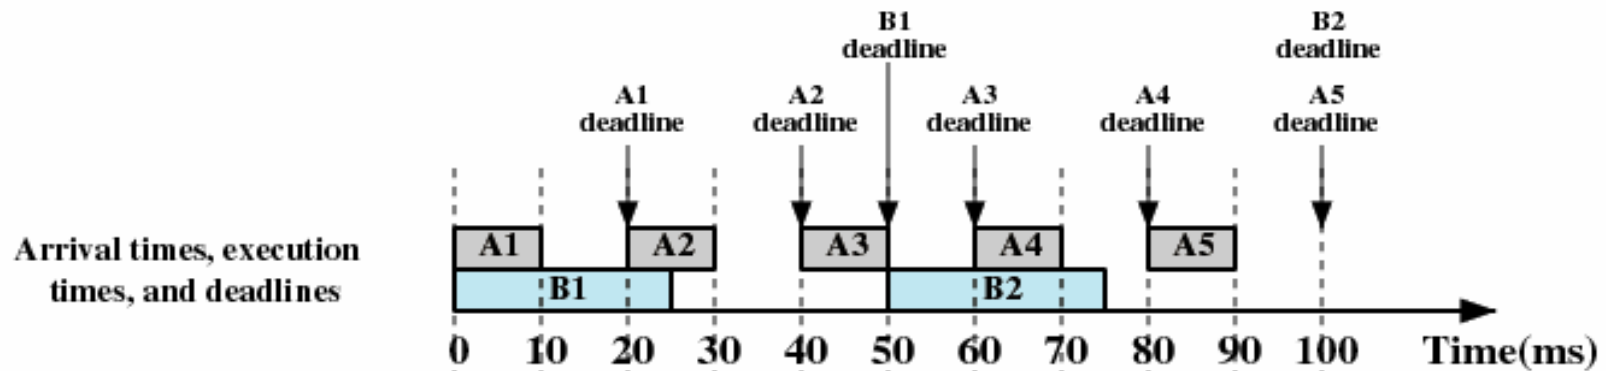 B1
deadline
B2
deadline
A1
deadline
A2
deadline
A3
deadline
A4
deadline
A5
deadline
Arrival times, execution
times, and deadlines
A1
A2
A3
A4
A5
B1
B2
0 10 20 30 40 50 60 70 80 90 100 Time(ms)